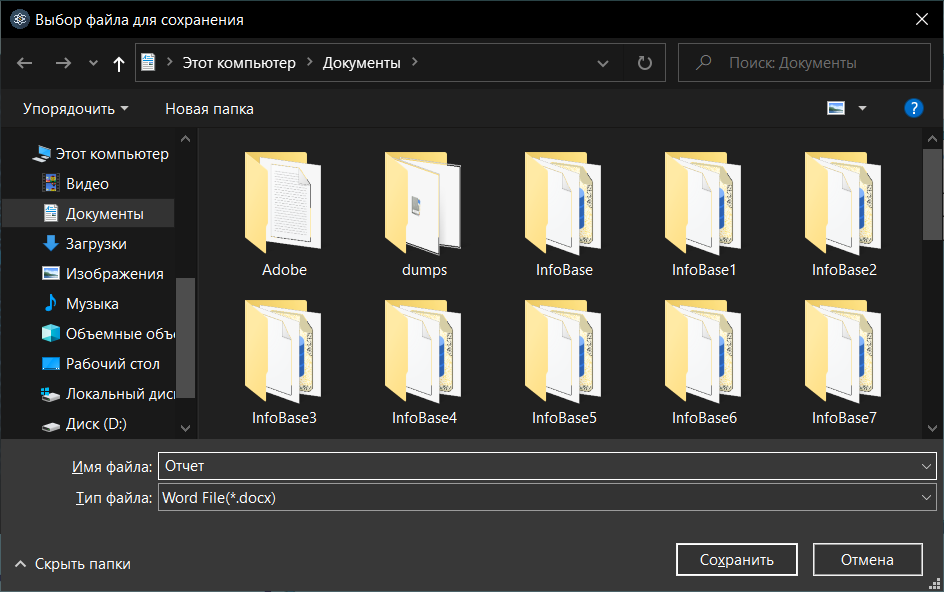 Выбор файла для сохранения
Этот компьютер
Документы
Поиск: Документы
Упорядочить
Новая папка
?
Этот компьютер
Видео
Документы
Загрузки
Изображения
Музыка
Объемные объе
Рабочий стол
Локальный дис
Диск (D:)
Adobe
dumps
InfoBase
InfoBase1
InfoBase2
InfoBase3
InfoBase4
InfoBase5
InfoBase6
InfoBase7
Имя файла: Отчет
Тип файла: Word File(*.docx)
Скрыть папки
Сохранить
Отмена